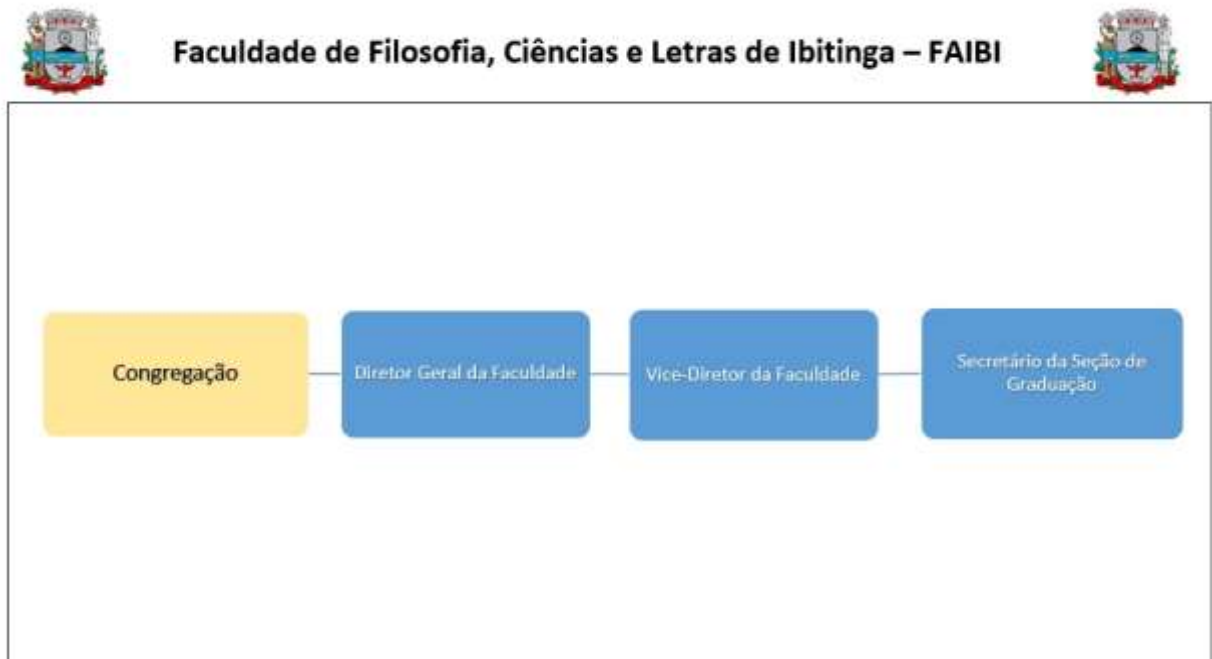 Faculdade de Filosofia, Ciências e Letras de Ibitinga – FAIBI
Congregação
Diretor Geral da Faculdade
Vice-Diretor da Faculdade
Secretário da Seção de
Graduação